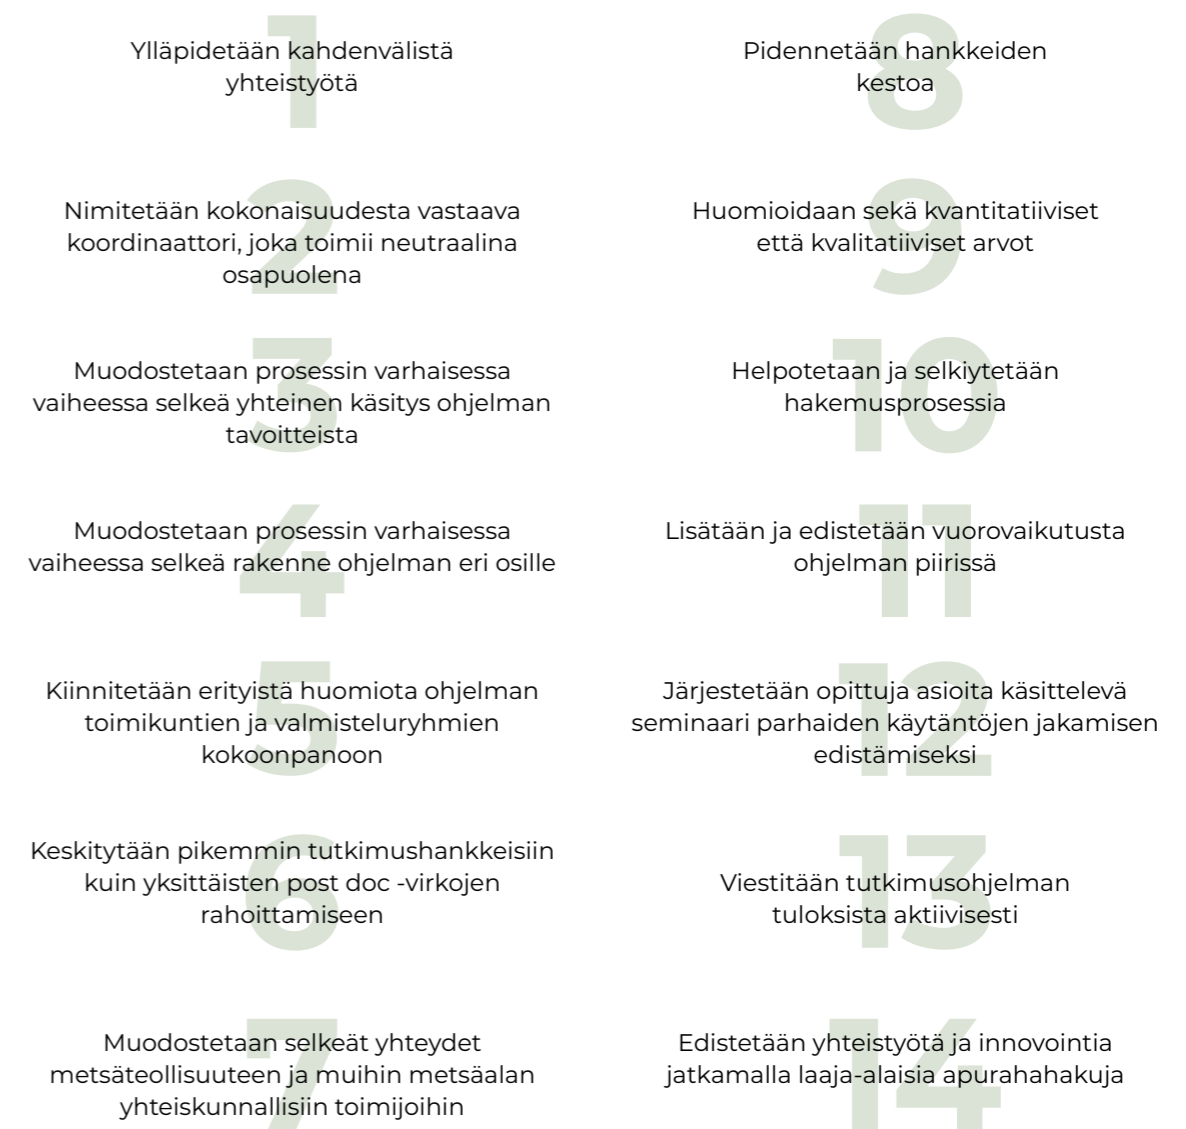 1
Ylläpidetään kahdenvälistä
yhteistyötä
2
Nimitetään kokonaisuudesta vastaava
koordinaattori, joka toimii neutraalina
osapuolena
3
Muodostetaan prosessin varhaisessa
vaiheessa selkeä yhteinen käsitys ohjelman
tavoitteista
4
Muodostetaan prosessin varhaisessa
vaiheessa selkeä rakenne ohjelman eri osille
5
Kiinnitetään erityistä huomiota ohjelman
toimikuntien ja valmisteluryhmien
kokoonpanoon
6
Keskitytään pikemmin tutkimushankkeisiin
kuin yksittäisten post doc -virkojen
rahoittamiseen
7
Muodostetaan selkeät yhteydet
metsäteollisuuteen ja muihin metsäalan
yhteiskunnallisiin toimijoihin
8
Pidennetään hankkeiden
kestoa
9
Huomioidaan sekä kvantitatiiviset
että kvalitatiiviset arvot
10
Helpotetaan ja selkiytetään
hakemusprosessia
11
Lisätään ja edistetään vuorovaikutusta
ohjelman piirissä
12
Järjestetään opittuja asioita käsittelevä
seminaari parhaiden käytäntöjen jakamisen
edistämiseksi
13
Viestitään tutkimusohjelman
tuloksista aktiivisesti
14
Edistetään yhteistyötä ja innovointia
jatkamalla laaja-alaisia apurahahakuja